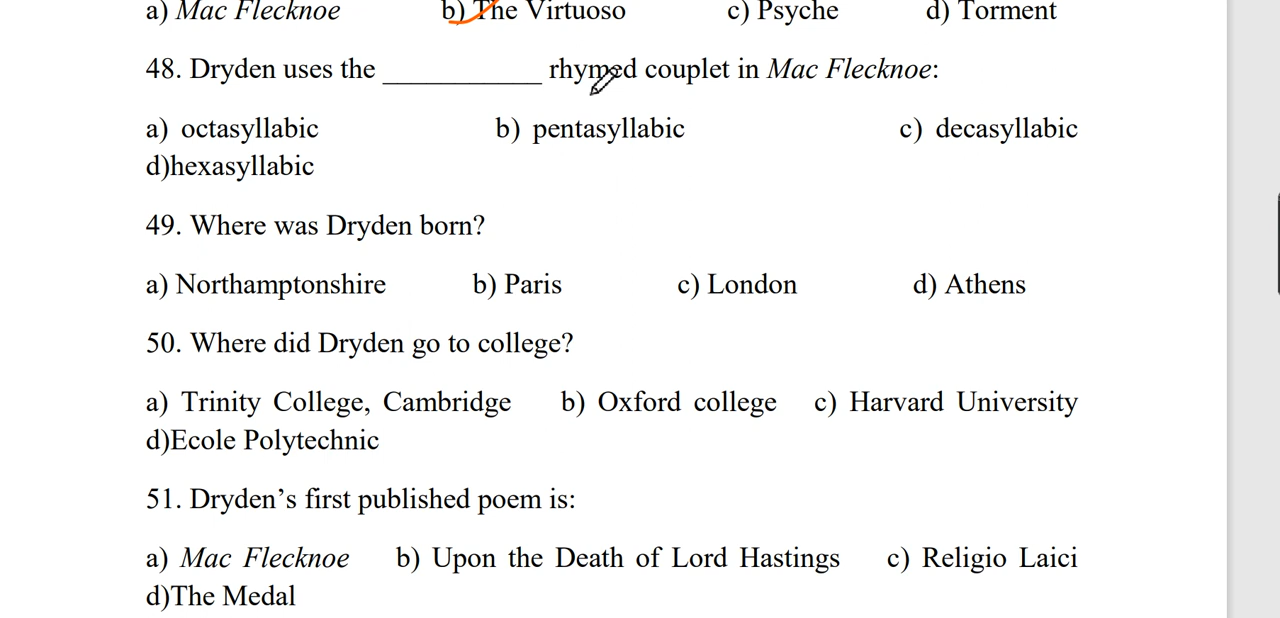 a) Mac Flecknoe b) The Virtuoso c) Psyche d) Torment
48. Dryden uses the ___________ rhymed couplet in Mac Flecknoe:
a) octasyllabic b) pentasyllabic c) decasyllabic
d)hexasyllabic
49. Where was Dryden born?
a) Northamptonshire b) Paris c) London d) Athens
50. Where did Dryden go to college?
a) Trinity College, Cambridge b) Oxford college c) Harvard University
d)Ecole Polytechnic
51. Dryden’s first published poem is:
a) Mac Flecknoe b) Upon the Death of Lord Hastings c) Religio Laici
d)The Medal